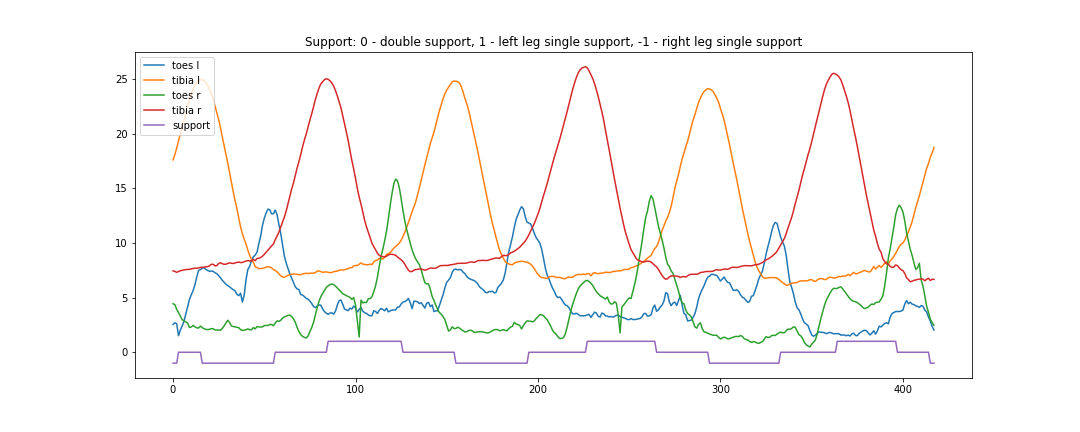 Support: 0 - double support, 1 - left leg single support, -1 - right leg single support
toes l
tibia l
toes r
tibia r
support
25
20
15
10
5
0
0
100
200
300
400